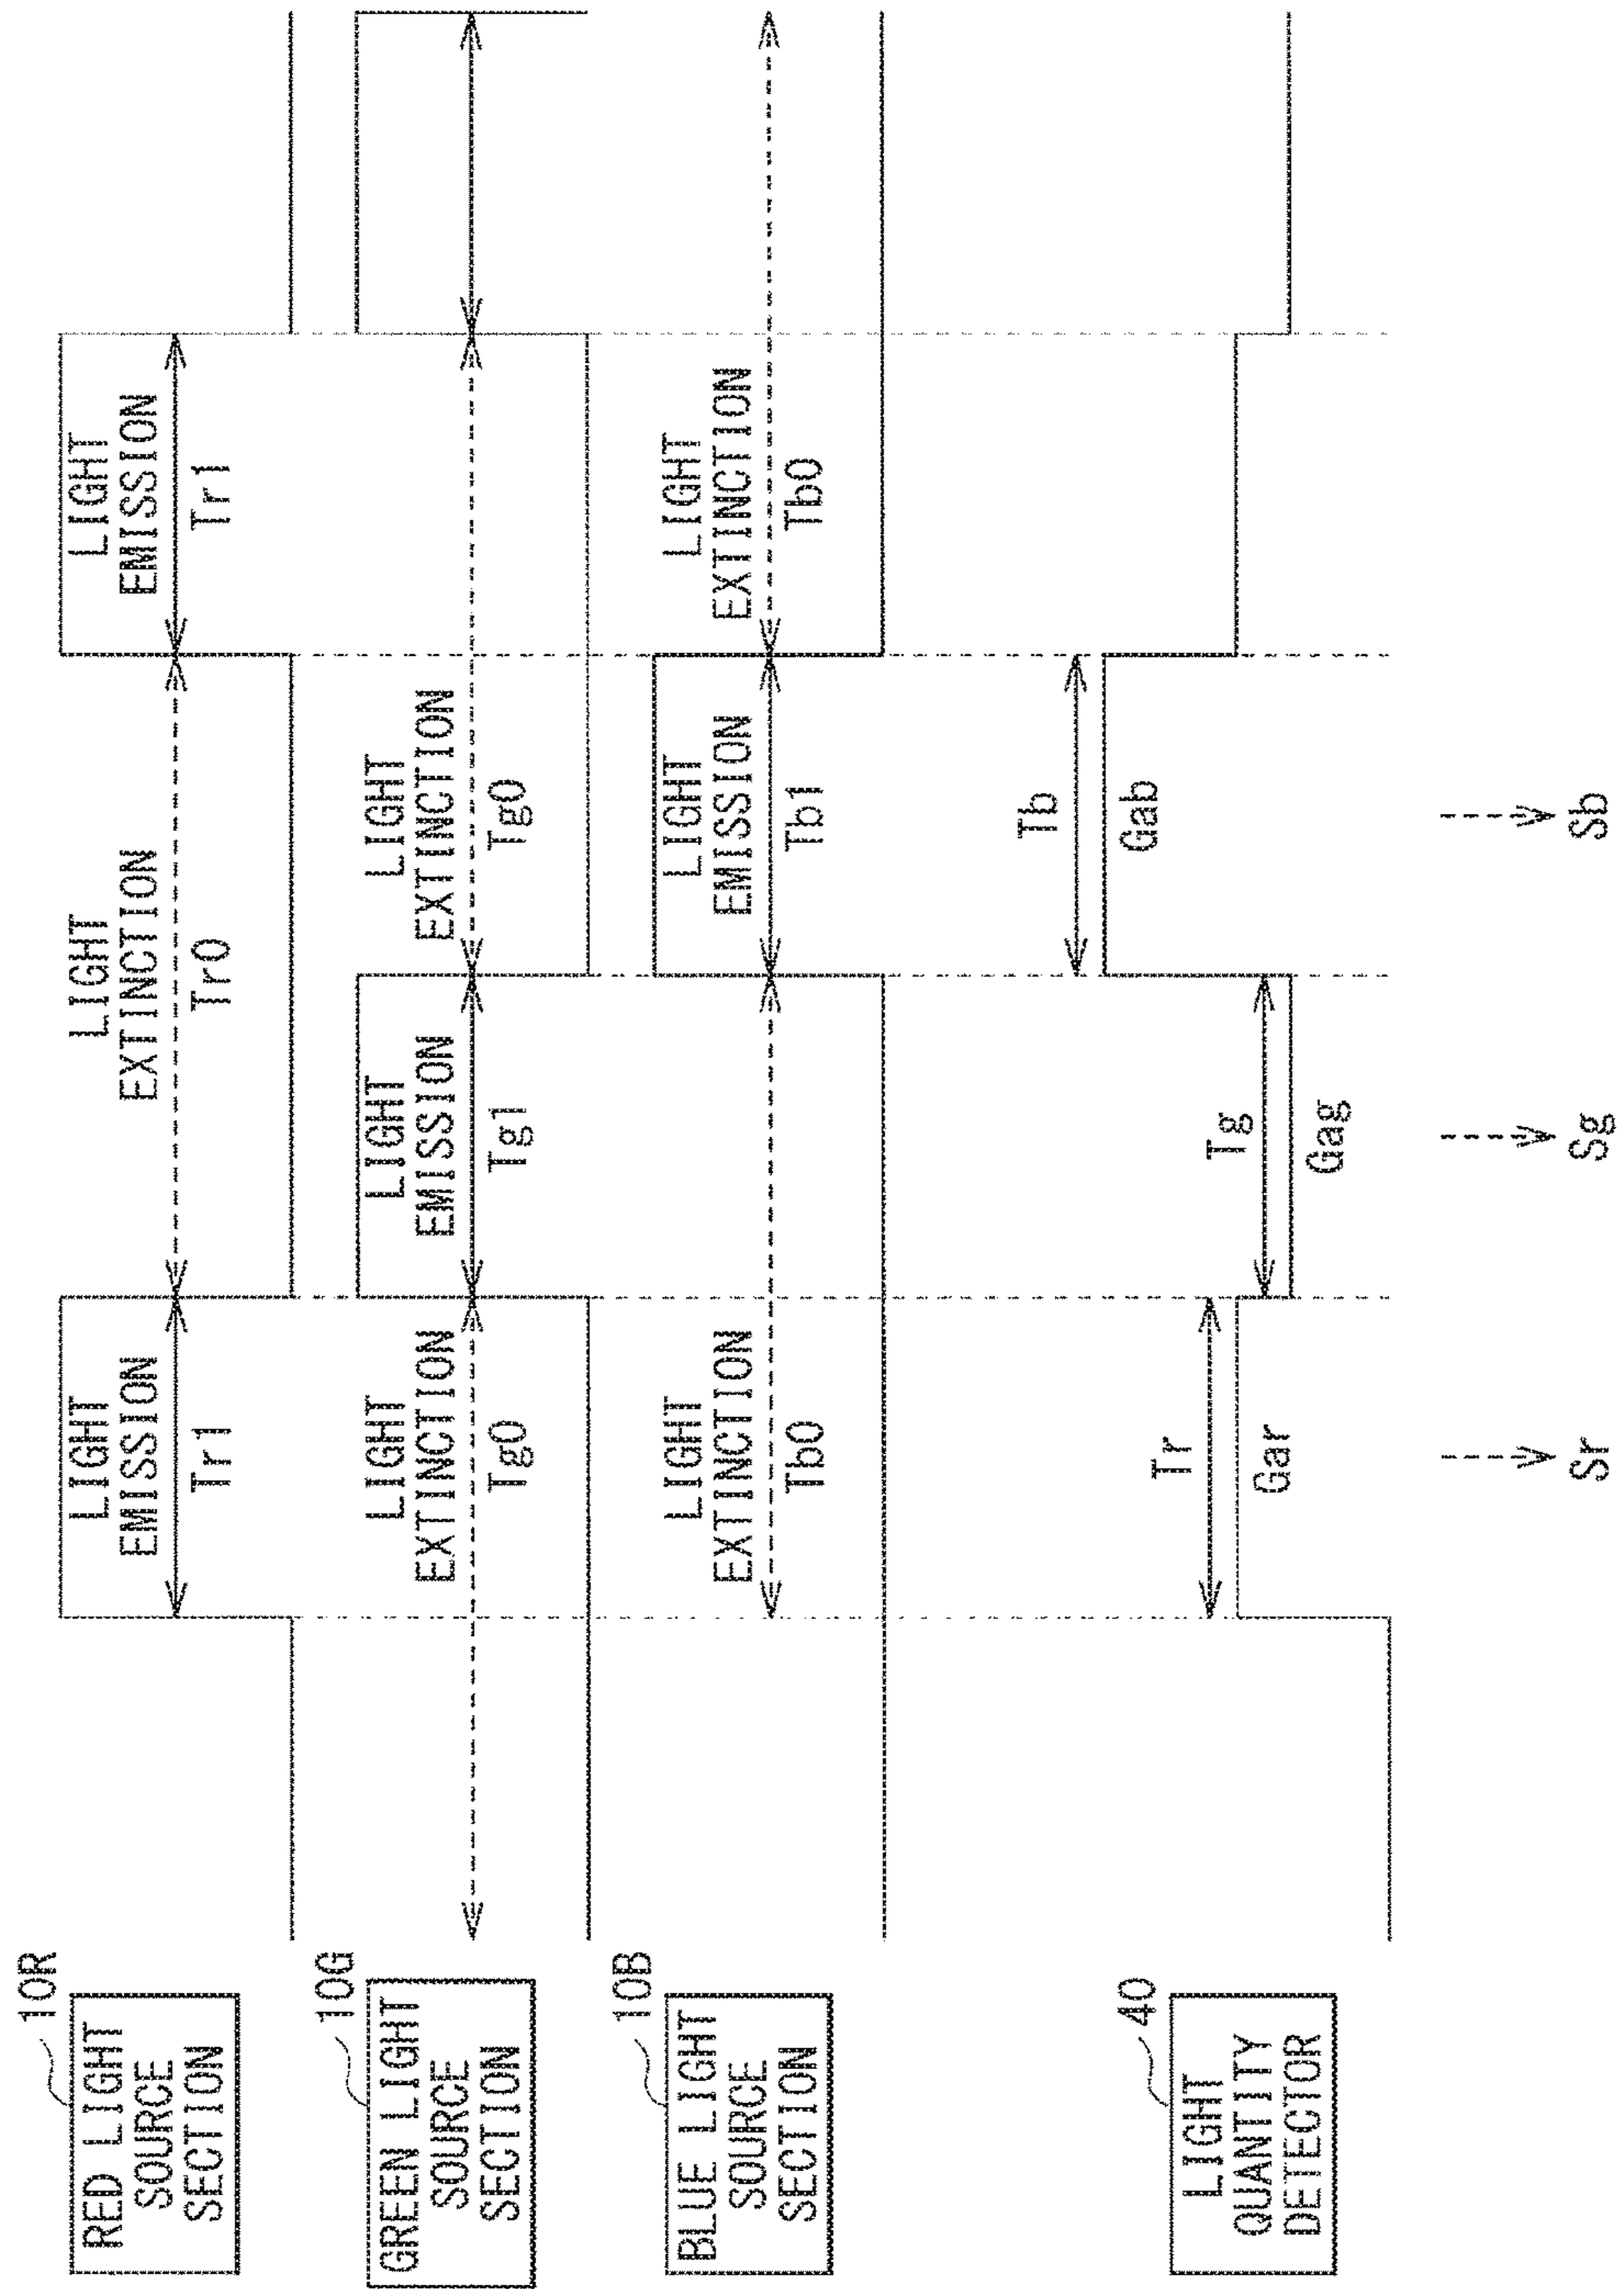 10R
RED LIGHT
SOURCE
SECTION
LIGHT
EMISSION
Tr1
LIGHT
EXTINCTION
Tr0
LIGHT
EMISSION
Tr1
10G
GREEN LIGHT
SOURCE
SECTION
LIGHT
EXTINCTION
Tg0
LIGHT
EMISSION
Tg1
LIGHT
EXTINCTION
Tg0
10B
BLUE LIGHT
SOURCE
SECTION
LIGHT
EXTINCTION
Tb0
LIGHT
EMISSION
Tb1
LIGHT
EXTINCTION
Tb0
40
LIGHT
QUANTITY
DETECTOR
Tr
Gar
Tg
Gag
Tb
Gab
Sr
Sg
Sb